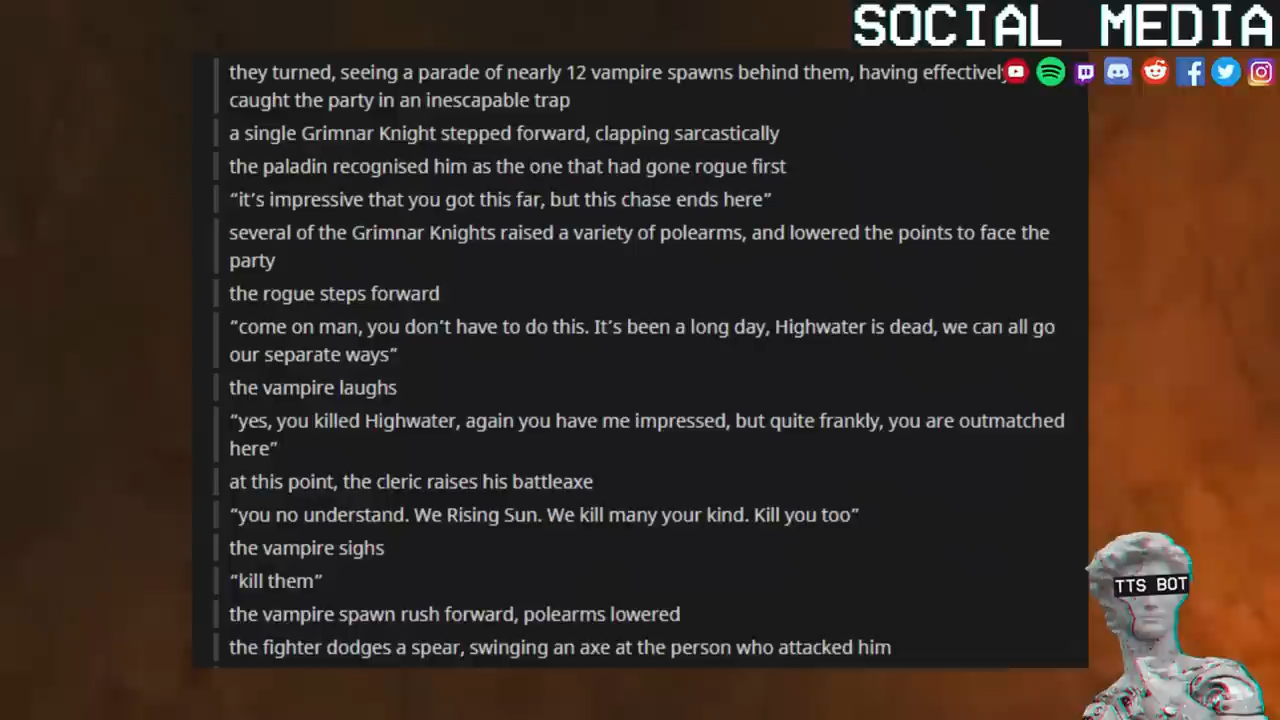 SOCIAL MEDIA
they turned, seeing a parade of nearly 12 vampire spawns behind them, having effectively
caught the party in an inescapable trap
a single Grimnar Knight stepped forward, clapping sarcastically
the paladin recognised him as the one that had gone rogue first
“it’s impressive that you got this far, but this chase ends here”
several of the Grimnar Knights raised a variety of polearms, and lowered the points to face the
party
the rogue steps forward
“come on man, you don’t have to do this. It’s been a long day, Highwater is dead, we can all go
our separate ways”
the vampire laughs
“yes, you killed Highwater, again you have me impressed, but quite frankly, you are outmatched
here”
at this point, the cleric raises his battleaxe
“you no understand. We Rising Sun. We kill many your kind. Kill you too”
the vampire sighs
“kill them”
the vampire spawn rush forward, polearms lowered
the fighter dodges a spear, swinging an axe at the person who attacked him
TTS BOT